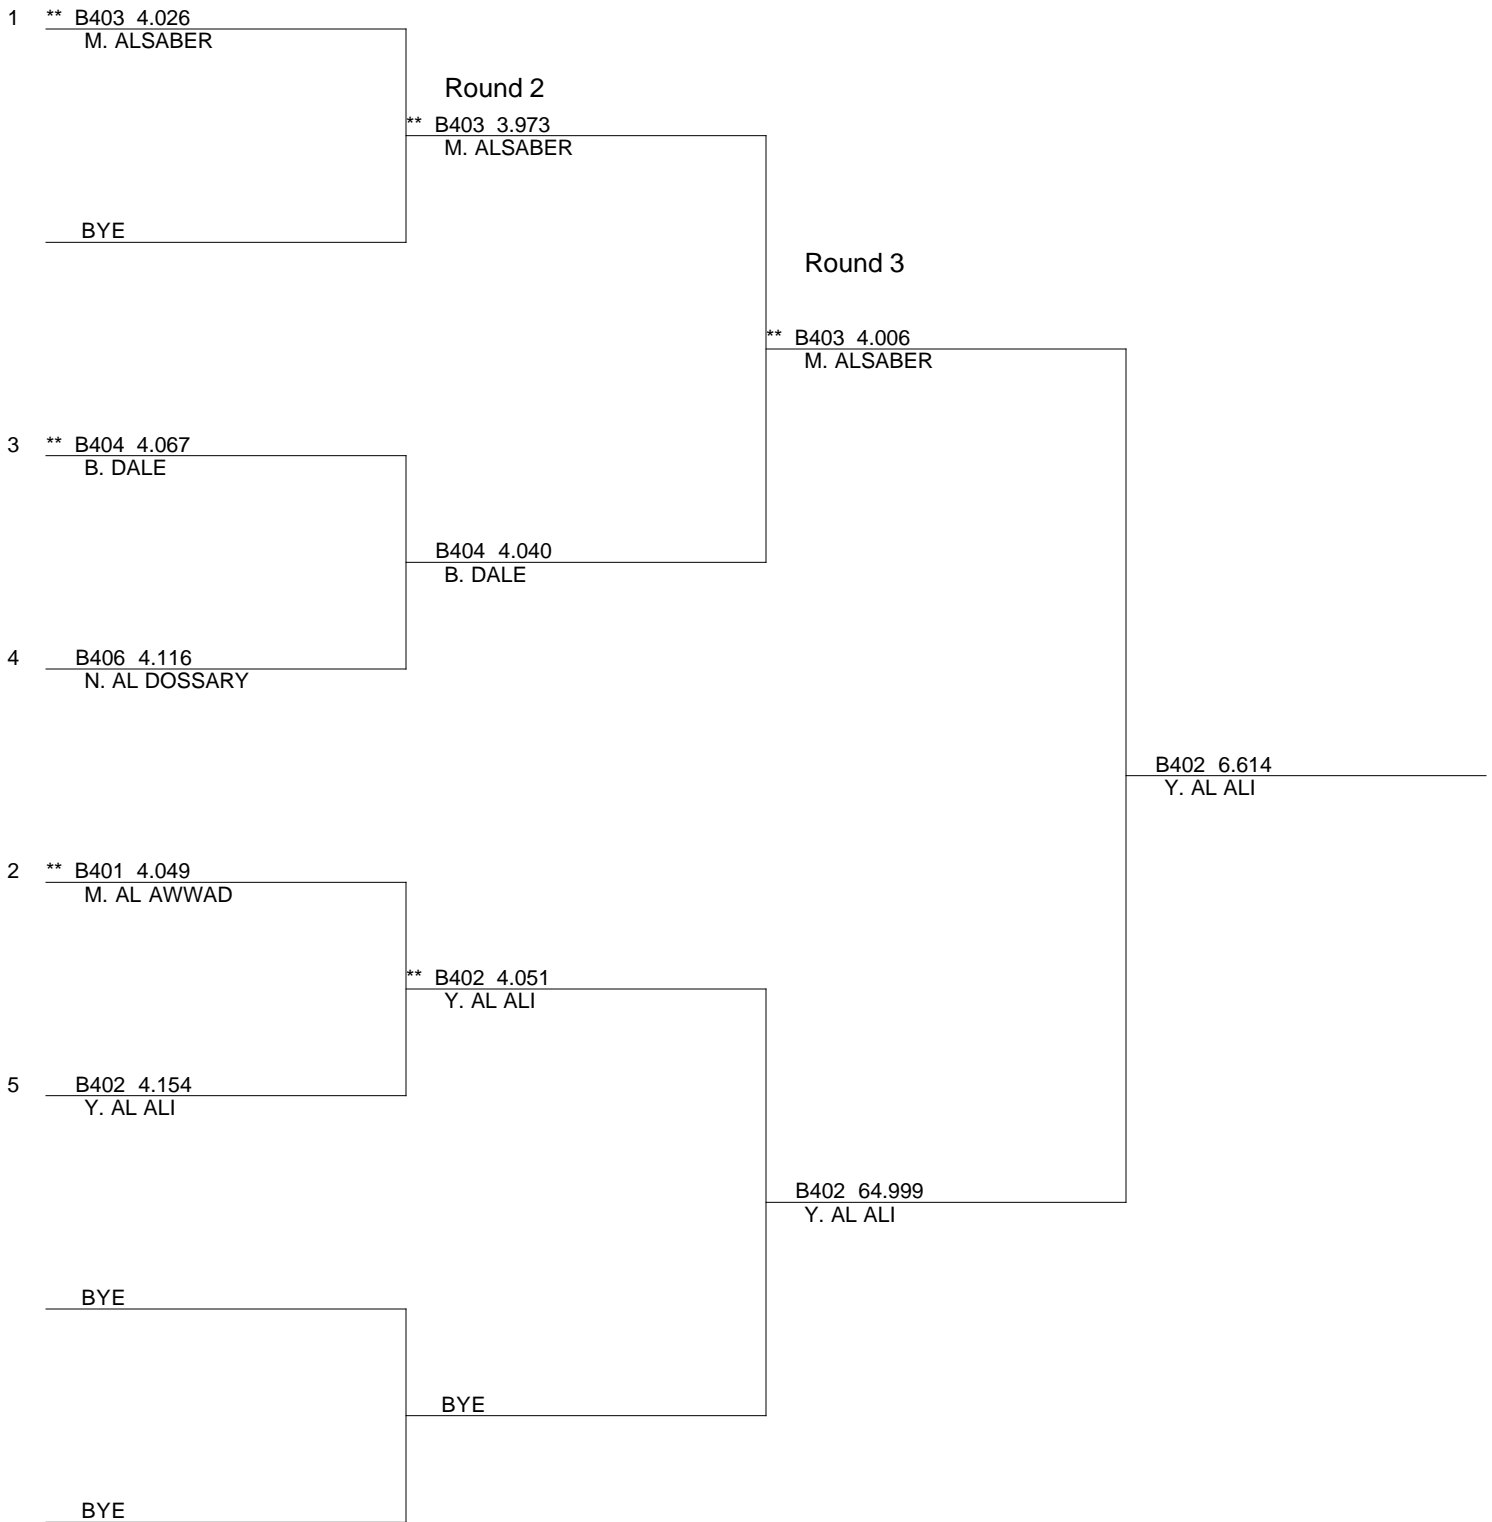 1 ** B403 4.026
M. ALSABER
Round 2
** B403 3.973
M. ALSABER
BYE
Round 3
** B403 4.006
M. ALSABER
3 ** B404 4.067
B. DALE
B404 4.040
B. DALE
4 B406 4.116
N. AL DOSSARY
B402 6.614
Y. AL ALI
2 ** B401 4.049
M. AL AWWAD
** B402 4.051
Y. AL ALI
5 B402 4.154
Y. AL ALI
B402 64.999
Y. AL ALI
BYE
BYE
BYE